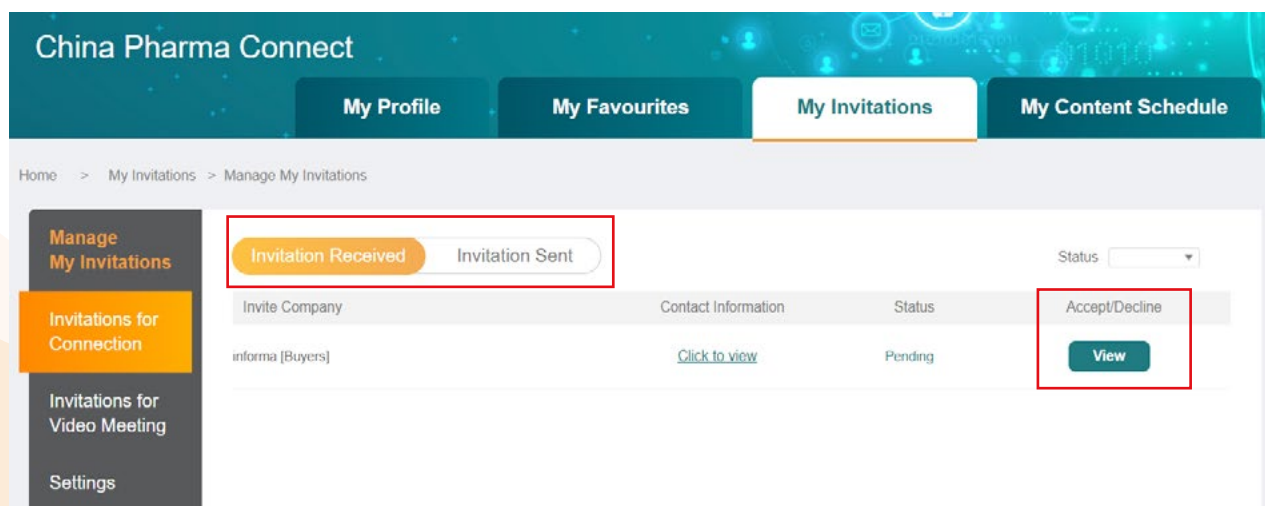 China Pharma Connect
My Profile
My Favourites
My Invitations
My Content Schedule
Home > My Invitations > Manage My Invitations
Manage
My Invitations
Invitations for
Connection
Invitations for
Video Meeting
Settings
Invitation Received
Invitation Sent
Status
Invite Company
Contact Information
Status
Accept/Decline
informa [Buyers]
Click to view
Pending
View